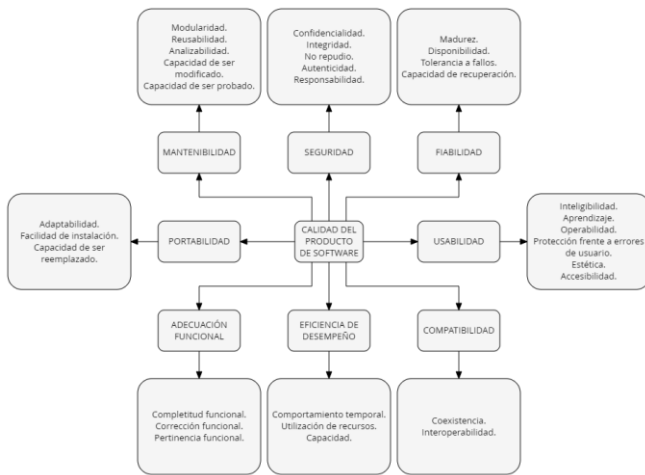 Modularidad.
Reusabilidad.
Analizabilidad.
Capacidad de ser
modificado.
Capacidad de ser probado.
Confidencialidad.
Integridad.
No repudio.
Autenticidad.
Responsabilidad.
Madurez.
Disponibilidad.
Tolerancia a fallos.
Capacidad de recuperación.
MANTENIBILIDAD
SEGURIDAD
FIABILIDAD
Adaptabilidad.
Facilidad de instalación.
Capacidad de ser
reemplazado.
PORTABILIDAD
CALIDAD DEL
PRODUCTO
DE SOFTWARE
USABILIDAD
Inteligibilidad.
Aprendizaje.
Operabilidad.
Protección frente a errores
de usuario.
Estética.
Accesibilidad.
ADECUACIÓN
FUNCIONAL
EFICIENCIA DE
DESEMPEÑO
COMPATIBILIDAD
Completitud funcional.
Corrección funcional.
Pertinencia funcional.
Comportamiento temporal.
Utilización de recursos.
Capacidad.
Coexistencia.
Interoperabilidad.